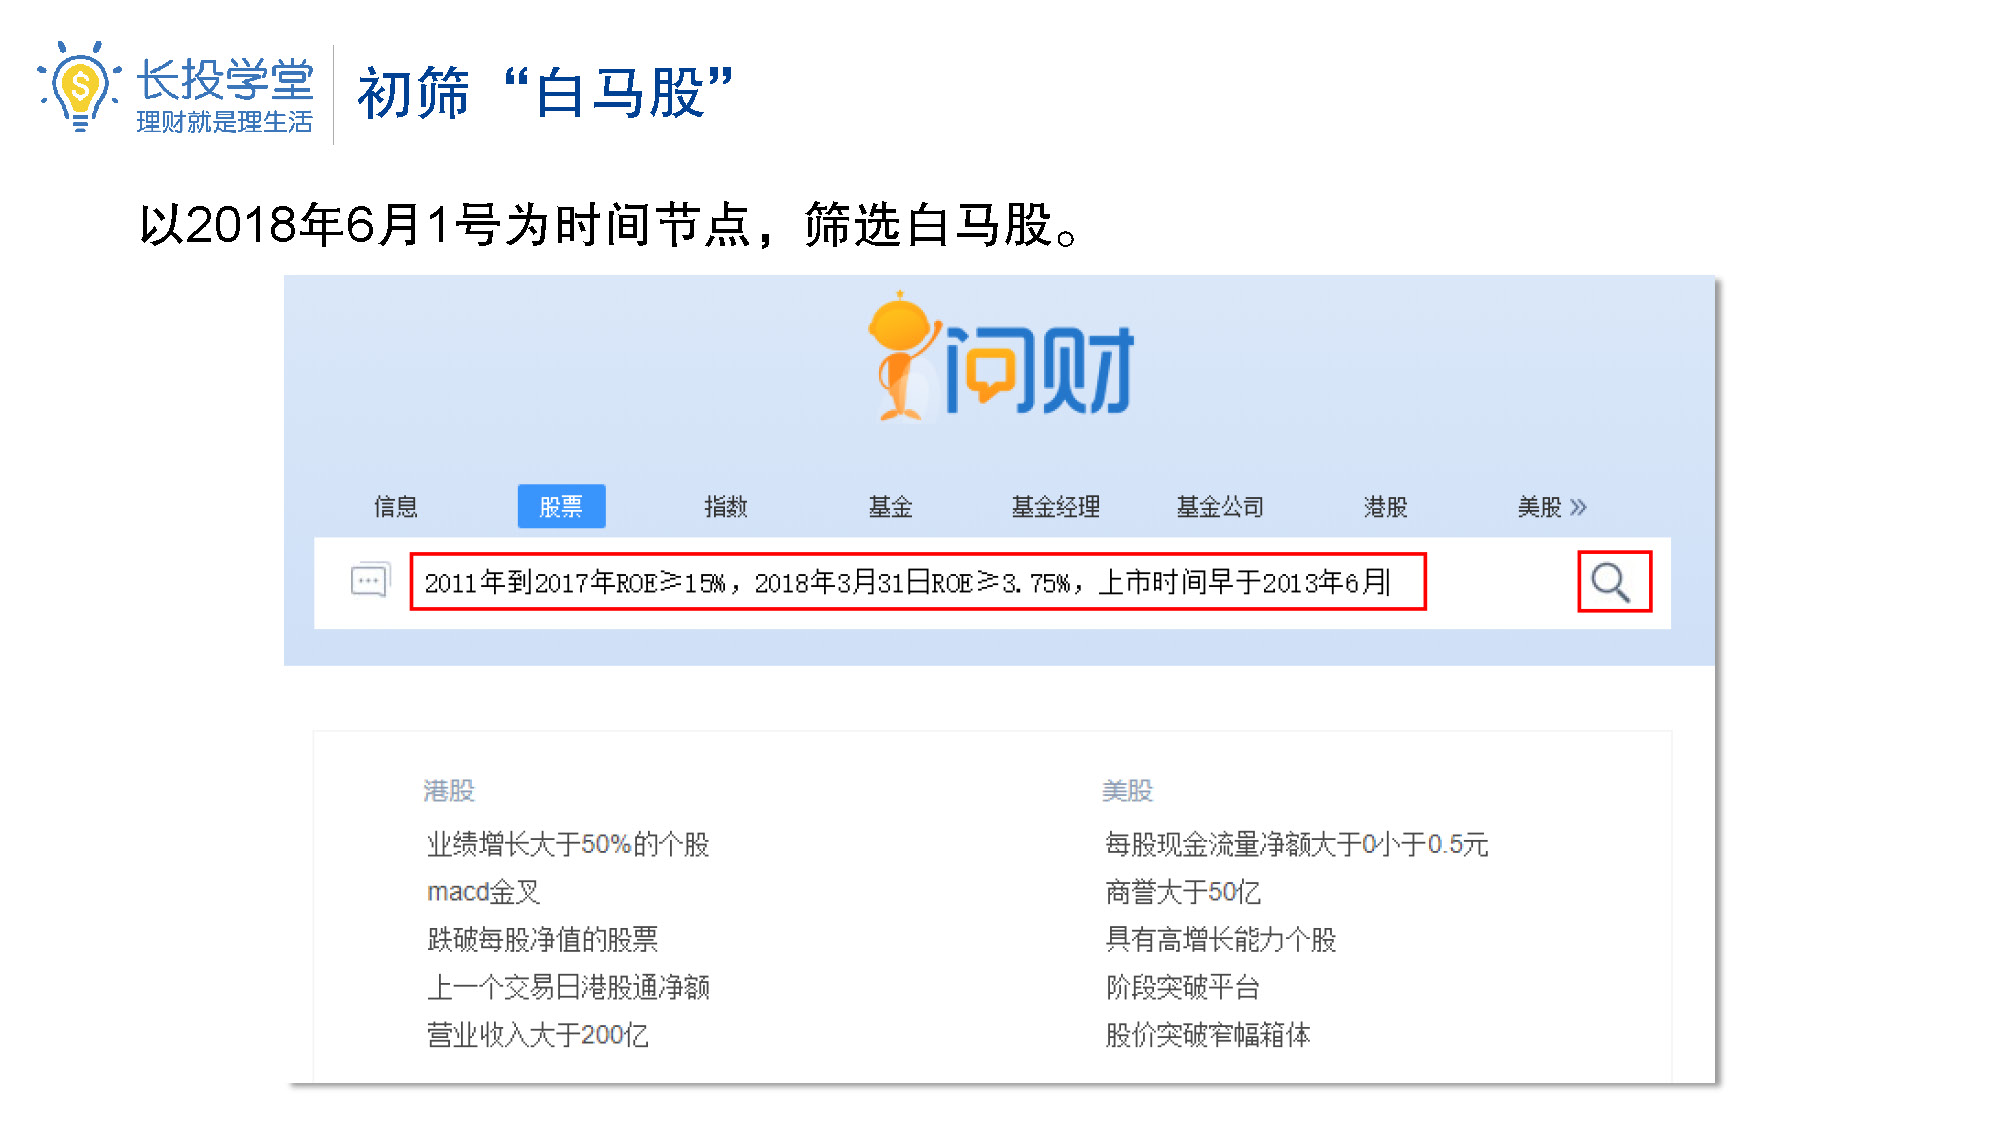 长投学堂
理财就是理生活
初筛“白马股”
以2018年6月1号为时间节点，筛选白马股。
问财
信息 股票 指数 基金 基金经理 基金公司 港股 美股 »
2011年到2017年ROE≥15%，2018年3月31日ROE≥3.75%，上市时间早于2013年6月
港股
业绩增长大于50%的个股
macd金叉
跌破每股净值的股票
上一个交易日港股通净额
营业收入大于200亿
美股
每股现金流量净额大于0小于0.5元
商誉大于50亿
具有高增长能力个股
阶段突破平台
股价突破窄幅箱体